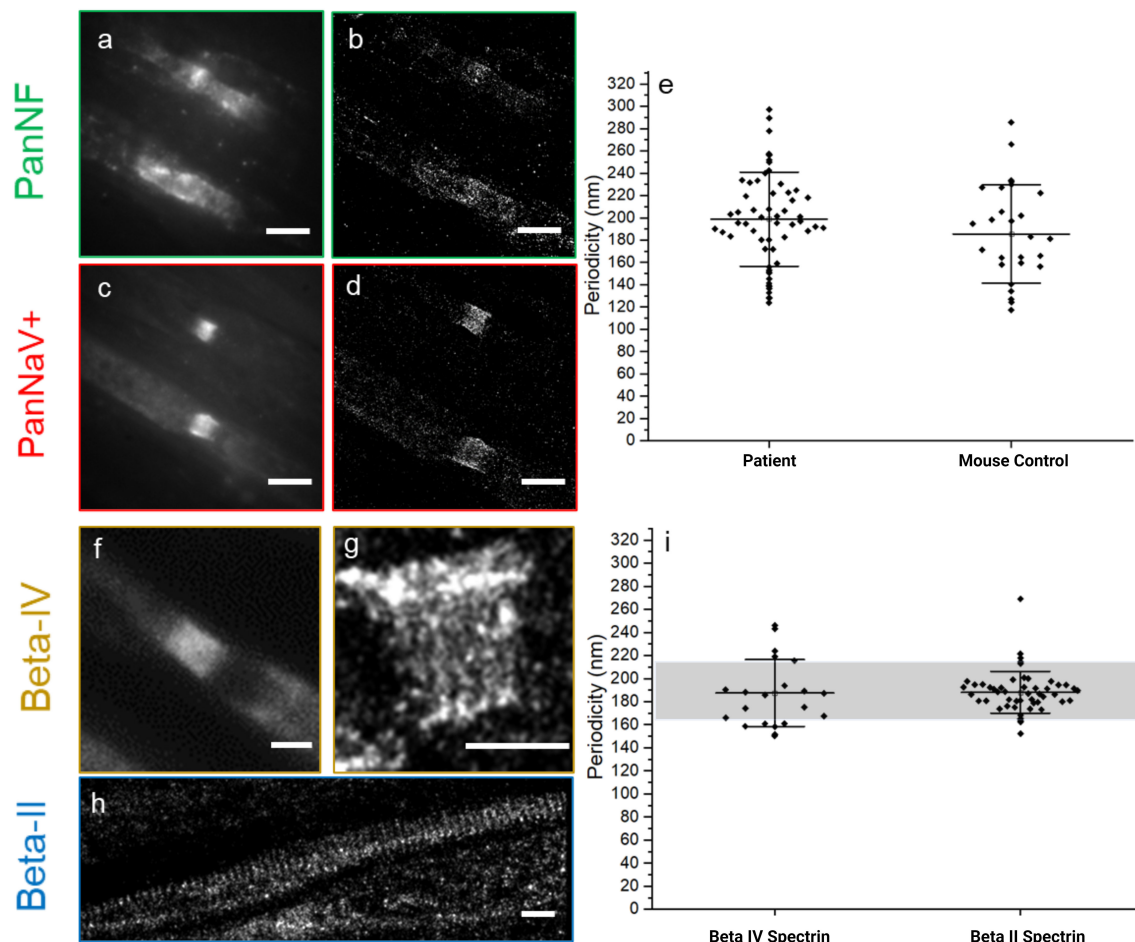 PanNF
a
b
PanNaV+
c
d
e
Periodicity (nm)
320
300
280
260
240
220
200
180
160
140
120
100
80
60
40
20
0
Patient
Mouse Control
Beta-IV
f
g
Beta-II
h
i
Periodicity (nm)
320
300
280
260
240
220
200
180
160
140
120
100
80
60
40
20
0
Beta IV Spectrin
Beta II Spectrin